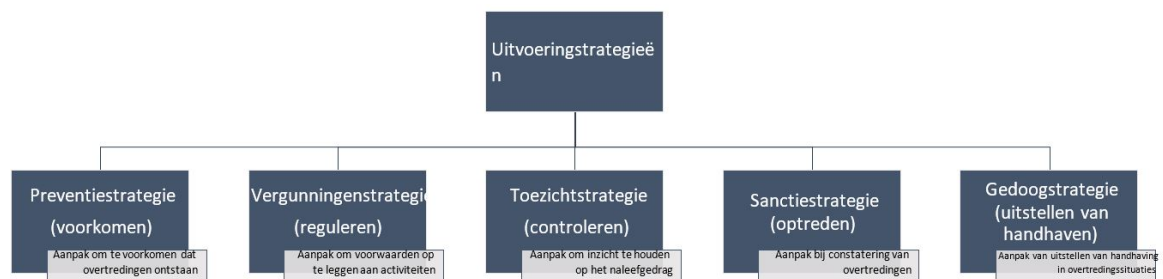 Uitvoeringstrategieë
n
Preventiestrategie
(voorkomen)
Aanpak om te voorkomen dat
overtredingen ontstaan
Vergunningenstrategie
(reguleren)
Aanpak om voorwaarden op
te leggen aan activiteiten
Toezichtstrategie
(controleren)
Aanpak om inzicht te houden
op het naleefgedrag
Sanctiestrategie
(optreden)
Aanpak bij constatering van
overtredingen
Gedoogstrategie
(uitstellen van
handhaven)
Aanpak van uitstellen van handhaving
in overtredingssituaties